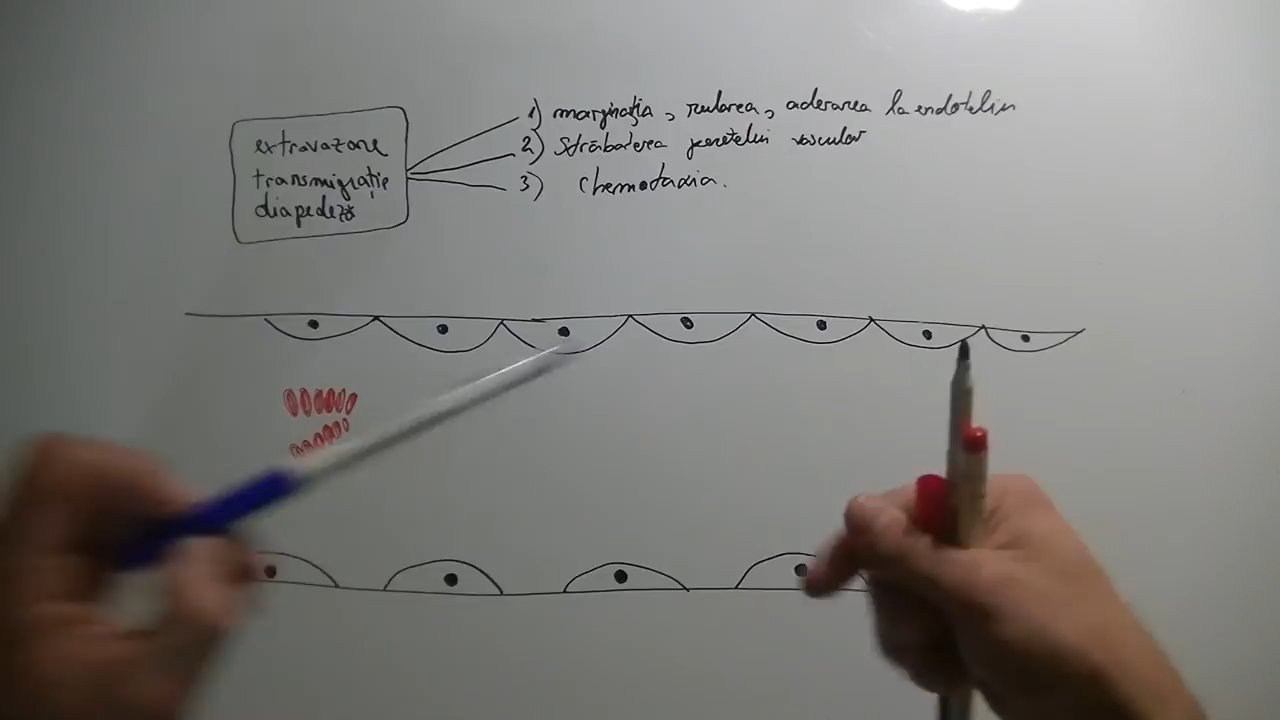 extravazare
transmigrație
diapedeză
1) marginația, rularea, aderarea la endoteliu
2) Străbaterea peretelui vascular
3) Chemotaxia.